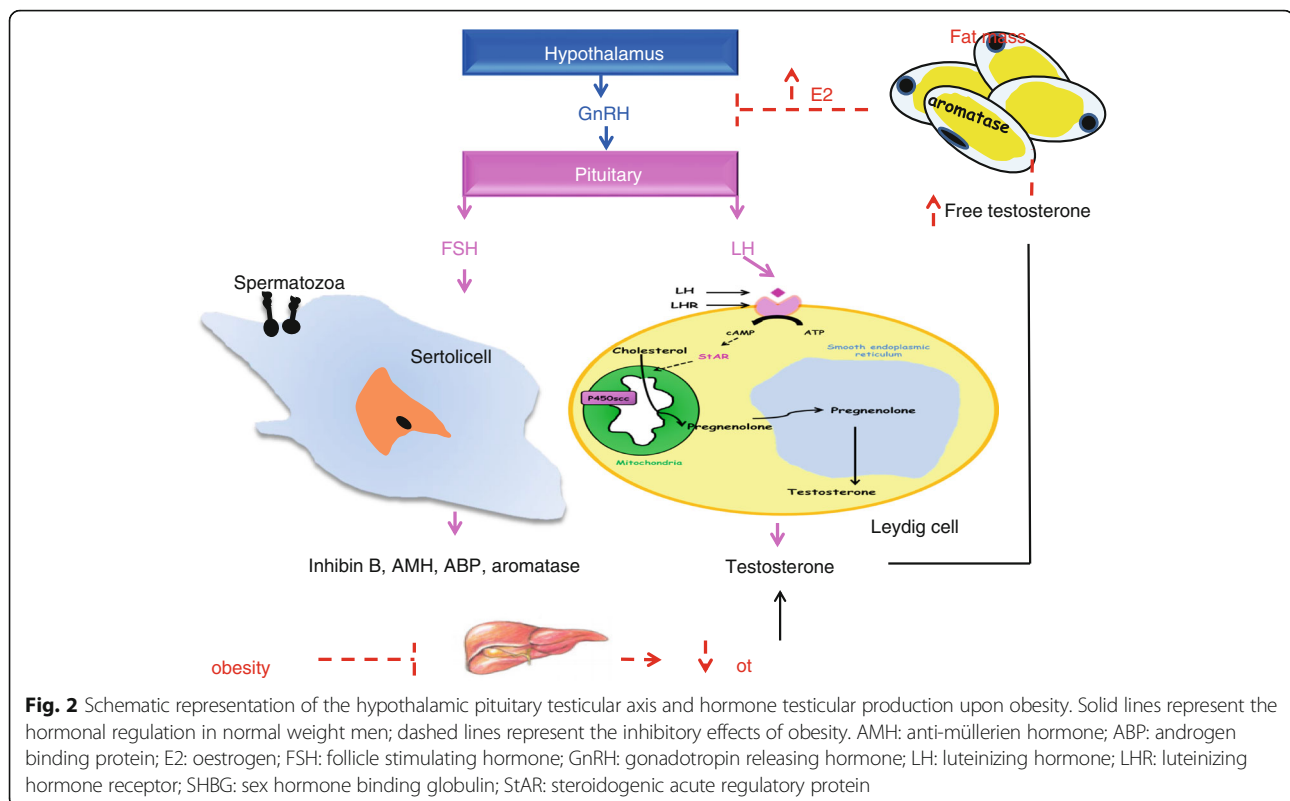 Hypothalamus
Fat mass
E2
GnRH
aromatase
Pituitary
Free testosterone
FSH
LH
Spermatozoa
LH
LHR
cAMP
ATP
Sertolicell
Cholesterol
StAR
Smooth endoplasmic
reticulum
P450scc
Pregnenolone
Pregnenolone
Mitochondria
Testosterone
Leydig cell
Inhibin B, AMH, ABP, aromatase
Testosterone
obesity
ot
Fig. 2 Schematic representation of the hypothalamic pituitary testicular axis and hormone testicular production upon obesity. Solid lines represent the
hormonal regulation in normal weight men; dashed lines represent the inhibitory effects of obesity. AMH: anti-müllerien hormone; ABP: androgen
binding protein; E2: oestrogen; FSH: follicle stimulating hormone; GnRH: gonadotropin releasing hormone; LH: luteinizing hormone; LHR: luteinizing
hormone receptor; SHBG: sex hormone binding globulin; StAR: steroidogenic acute regulatory protein